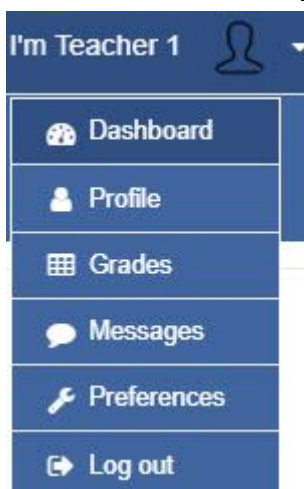 I'm Teacher 1
Dashboard
Profile
Grades
Messages
Preferences
Log out